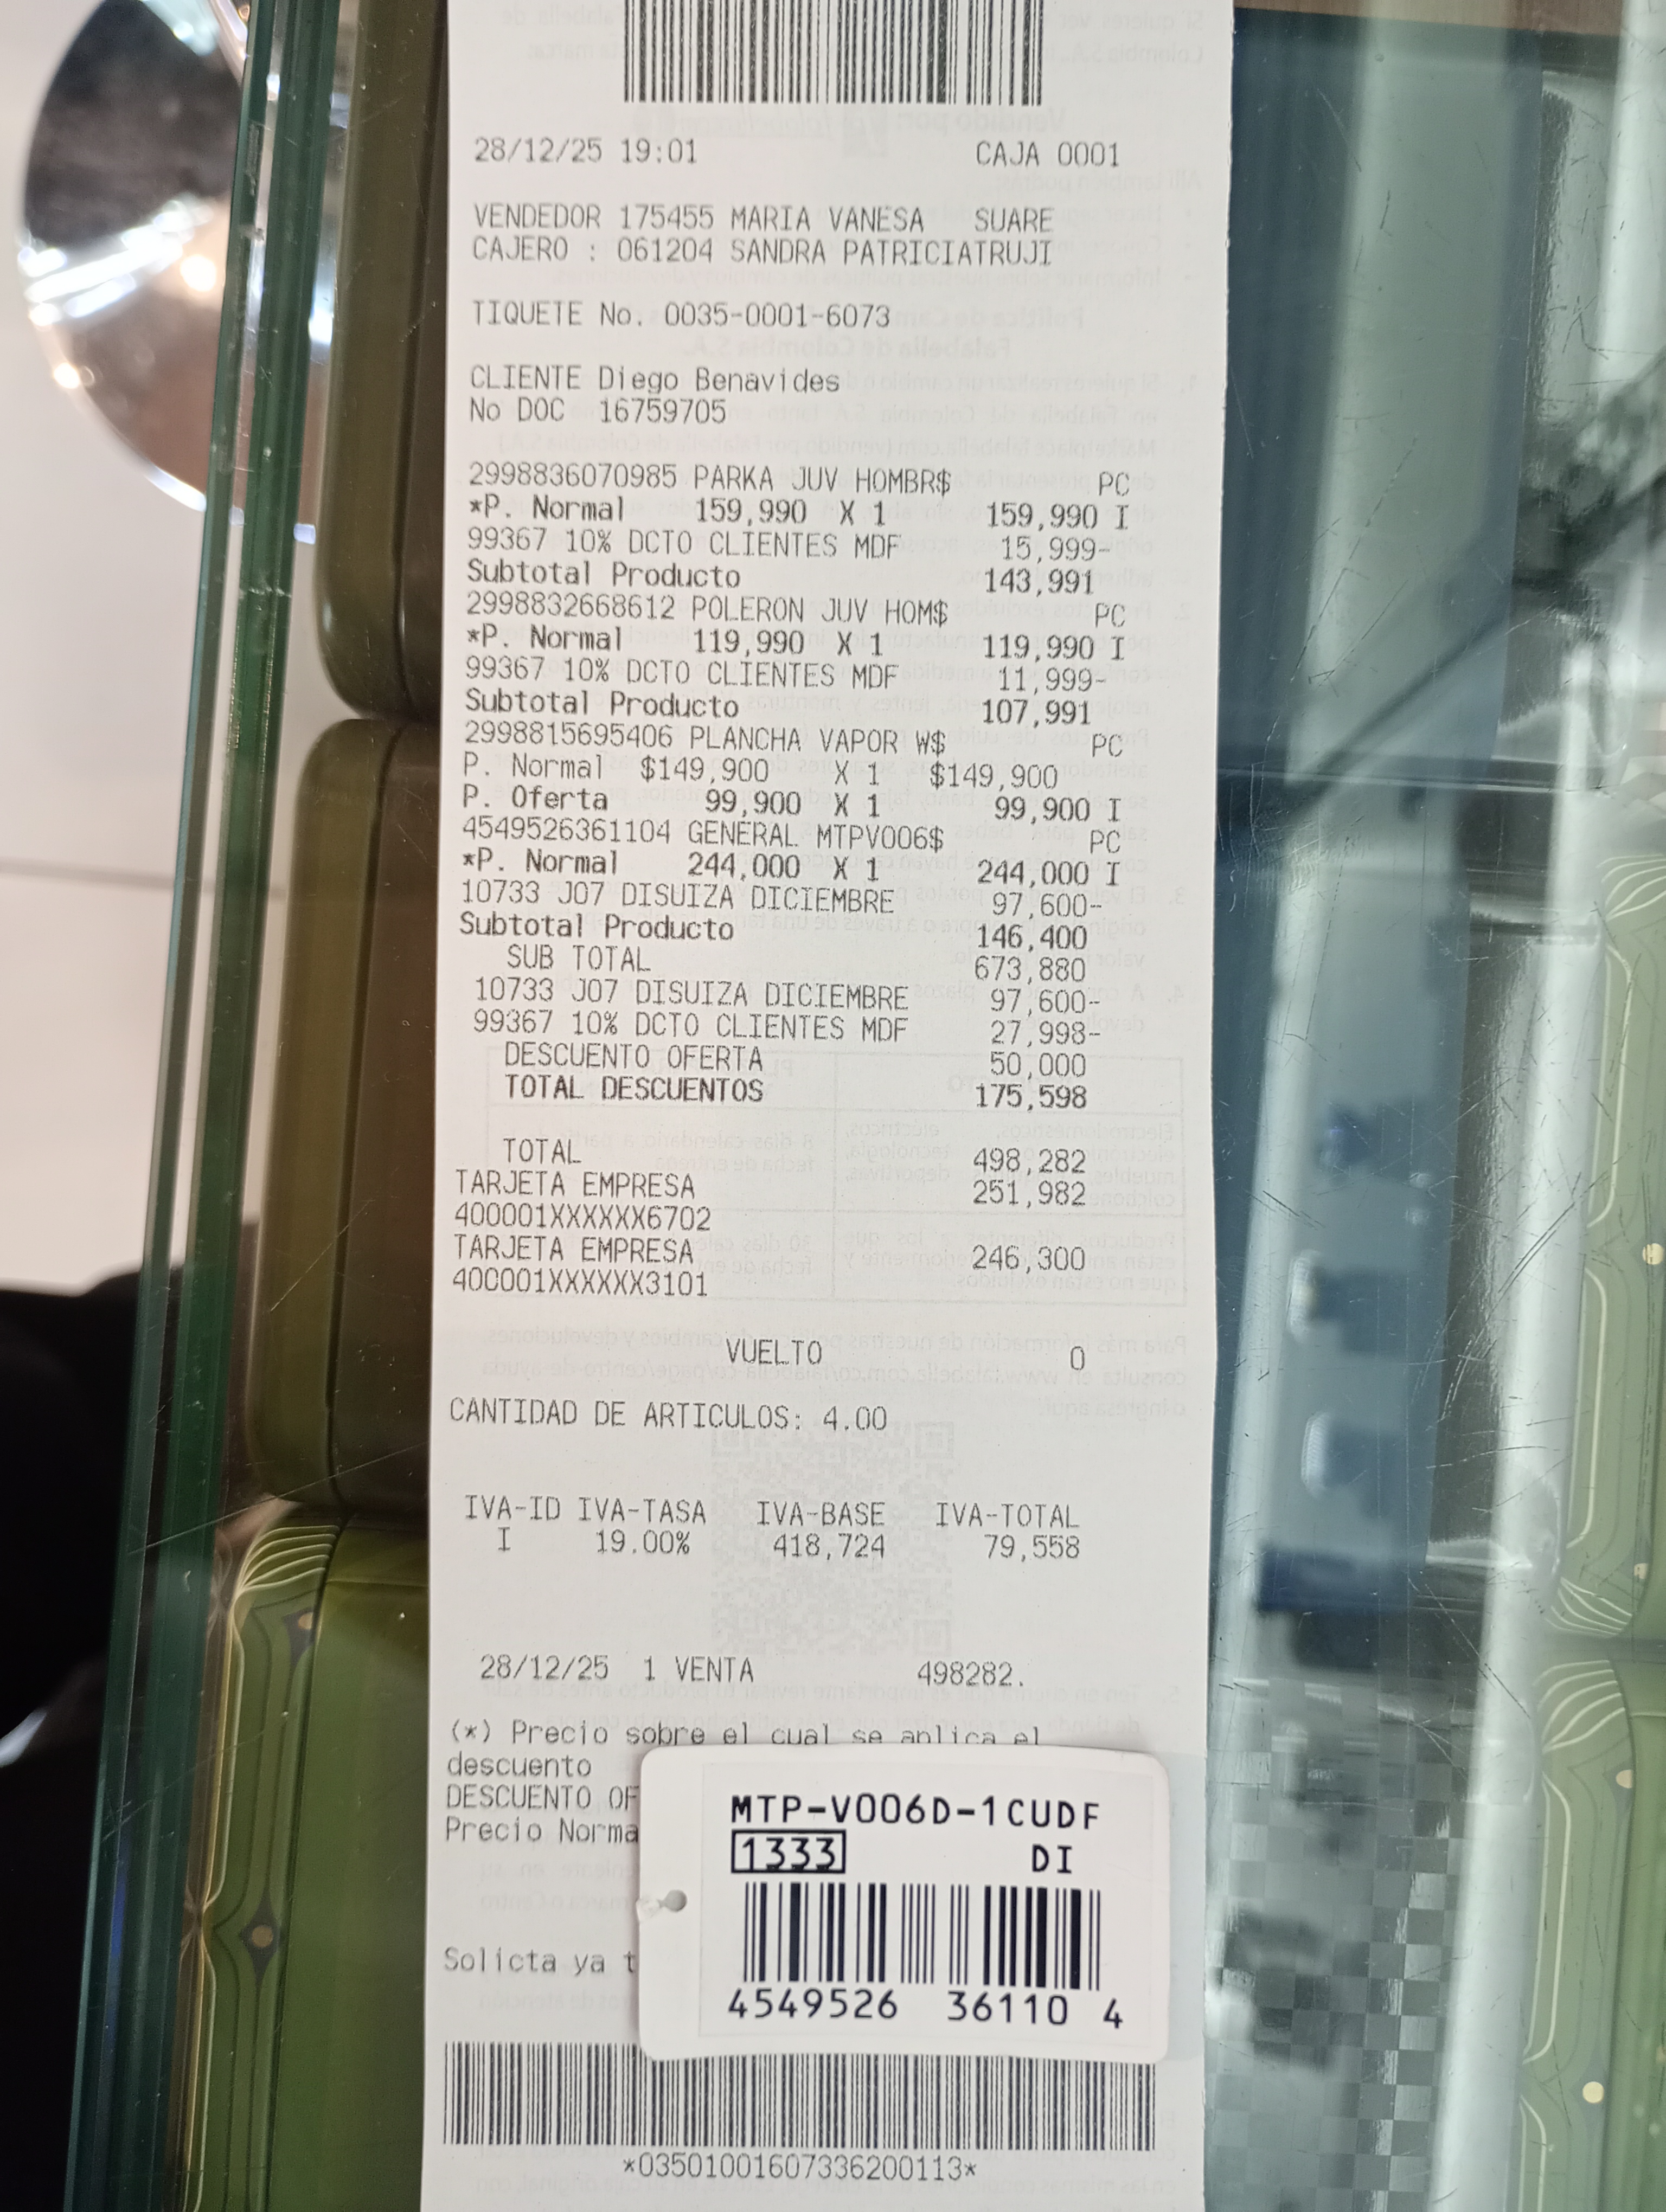 28/12/25 19:01 CAJA 0001
VENDEDOR 175455 MARIA VANESA SUARE
CAJERO : 061204 SANDRA PATRICIATRUJI
TIQUETE No. 0035-0001-6073
CLIENTE Diego Benavides
No DOC 16759705
2998836070985 PARKA JUV HOMBR$ PC
*P. Normal 159,990 X 1 159,990 I
99367 10% DCTO CLIENTES MDF 15,999-
Subtotal Producto 143,991
2998832668612 POLERON JUV HOM$ PC
*P. Normal 119,990 X 1 119,990 I
99367 10% DCTO CLIENTES MDF 11,999-
Subtotal Producto 107,991
2998815695406 PLANCHA VAPOR W$ PC
P. Normal $149,900 X 1 $149,900
P. Oferta 99,900 X 1 99,900 I
4549526361104 GENERAL MTPV006$ PC
*P. Normal 244,000 X 1 244,000 I
10733 J07 DISUIZA DICIEMBRE 97,600-
Subtotal Producto 146,400
SUB TOTAL 673,880
10733 J07 DISUIZA DICIEMBRE 97,600-
99367 10% DCTO CLIENTES MDF 27,998-
DESCUENTO OFERTA 50,000
TOTAL DESCUENTOS 175,598
TOTAL 498,282
TARJETA EMPRESA 251,982
400001XXXXXX6702
TARJETA EMPRESA 246,300
400001XXXXXX3101
VUELTO 0
CANTIDAD DE ARTICULOS: 4.00
IVA-ID IVA-TASA IVA-BASE IVA-TOTAL
I 19.00% 418,724 79,558
28/12/25 1 VENTA 498282.
(*) Precio sobre el cual se aplica el
descuento
DESCUENTO OF
Precio Norma
MTP-V006D-1CUDF
1333 DI
4549526 36110 4
Solicta ya t
*03501001607336200113*